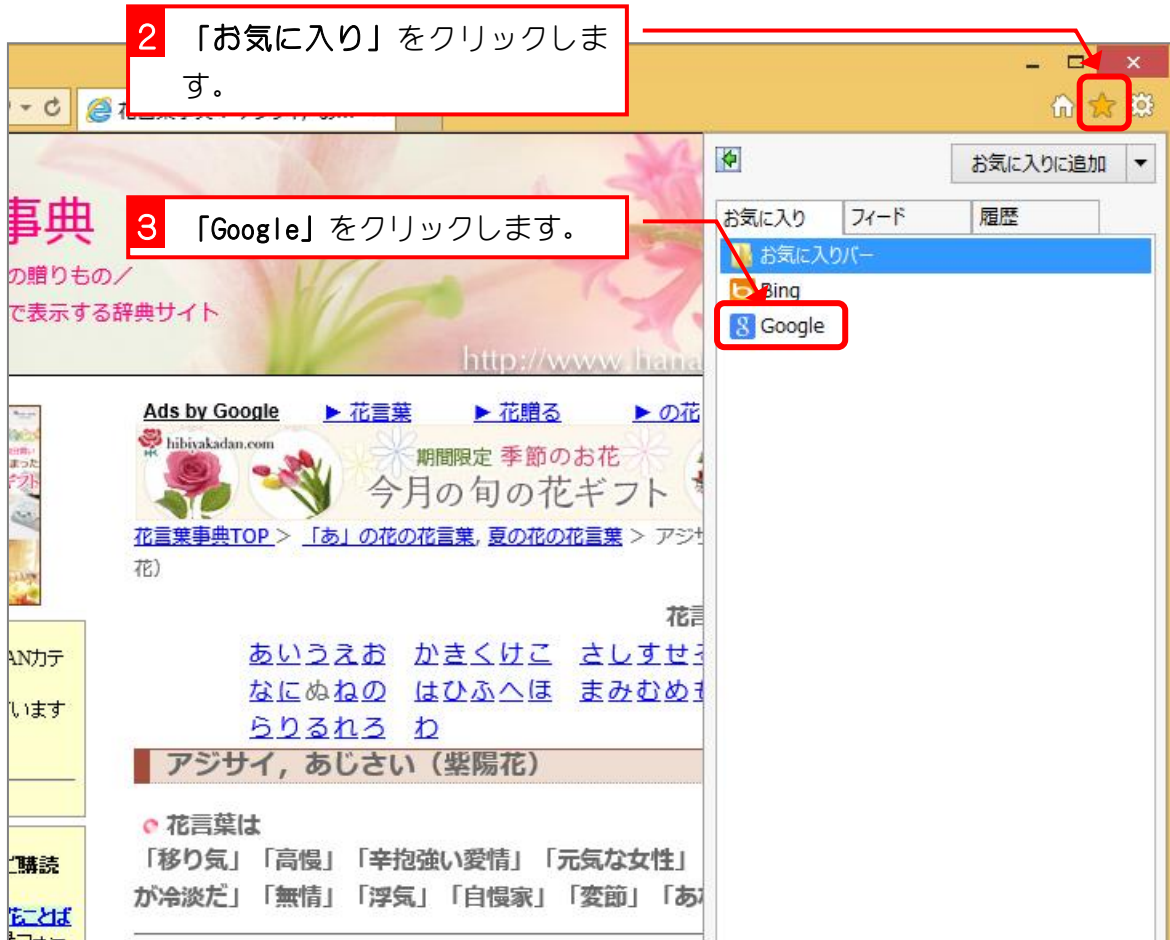 2 「お気に入り」をクリックしま
す。
お気に入りに追加
3 「Google」をクリックします。
お気に入り フィード 履歴
お気に入りバー
Bing
Google
事典
の贈りもの／
で表示する辞典サイト
http://www.hana
Ads by Google ▶ 花言葉 ▶ 花贈る ▶ の花
hibiyakadan.com
期間限定 季節のお花
今月の旬の花ギフト
花言葉事典TOP > 「あ」の花の花言葉, 夏の花の花言葉 > アジサ
花）
花言
あいうえお かきくけこ さしすせそ
なにぬねの はひふへほ まみむめも
らりるれろ わ
ANカテ
います
アジサイ, あじさい（紫陽花）
花言葉は
「移り気」「高慢」「辛抱強い愛情」「元気な女性」
が冷淡だ」「無情」「浮気」「自慢家」「変節」「あな
ご購読
花ことば